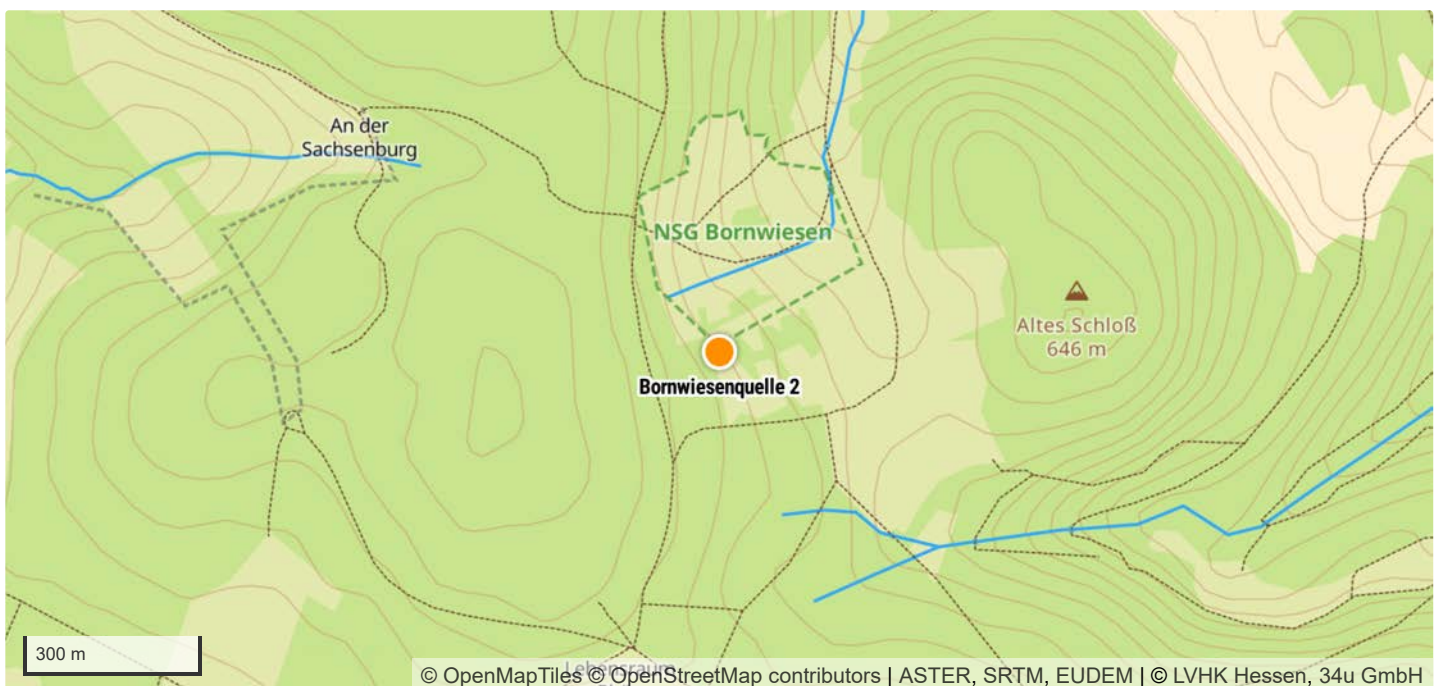 An der
Sachsenburg
NSG Bornwiesen
Altes Schloß
646 m
Bornwiesenquelle 2
300 m
Lebensraum
© OpenMapTiles © OpenStreetMap contributors | ASTER, SRTM, EUDEM | © LVHK Hessen, 34u GmbH